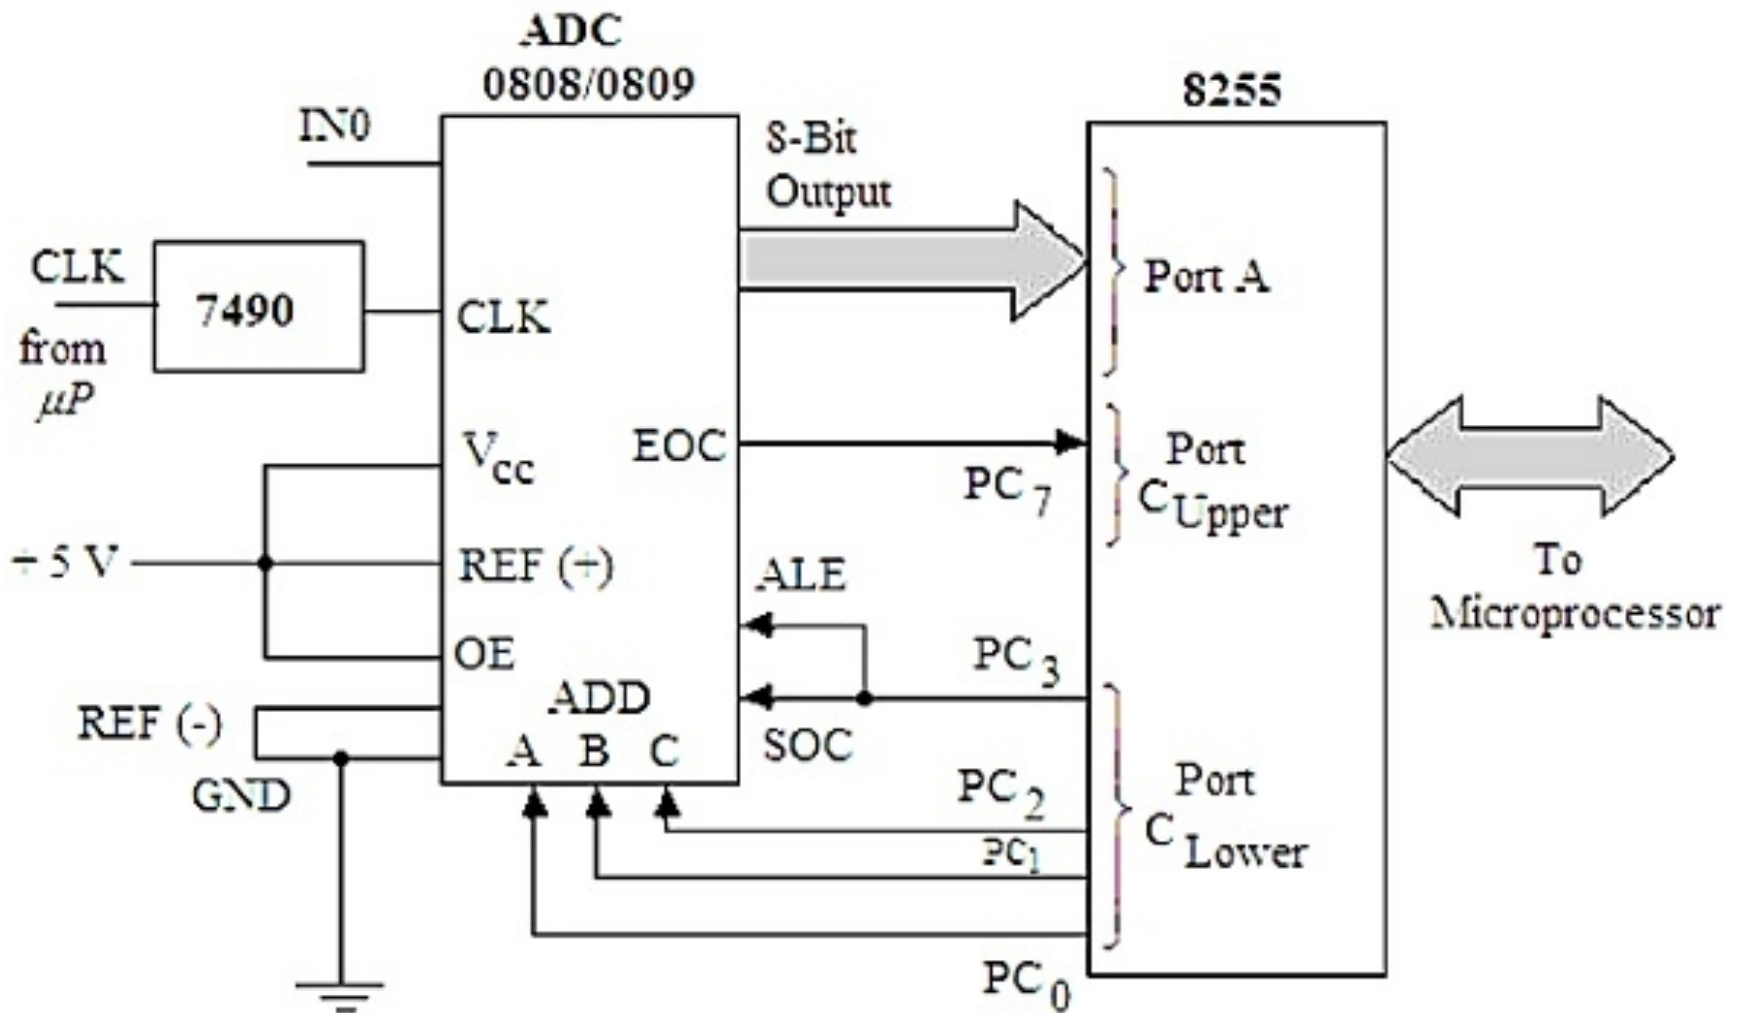 ADC
0808/0809
8255
IN0
8-Bit
Output
CLK
from
μP
7490
CLK
Port A
VCC
EOC
PC7
Port
CUpper
+ 5 V
REF (+)
ALE
To
Microprocessor
OE
PC3
REF (-)
ADD
A B C
SOC
GND
PC2
Port
CLower
PC1
PC0